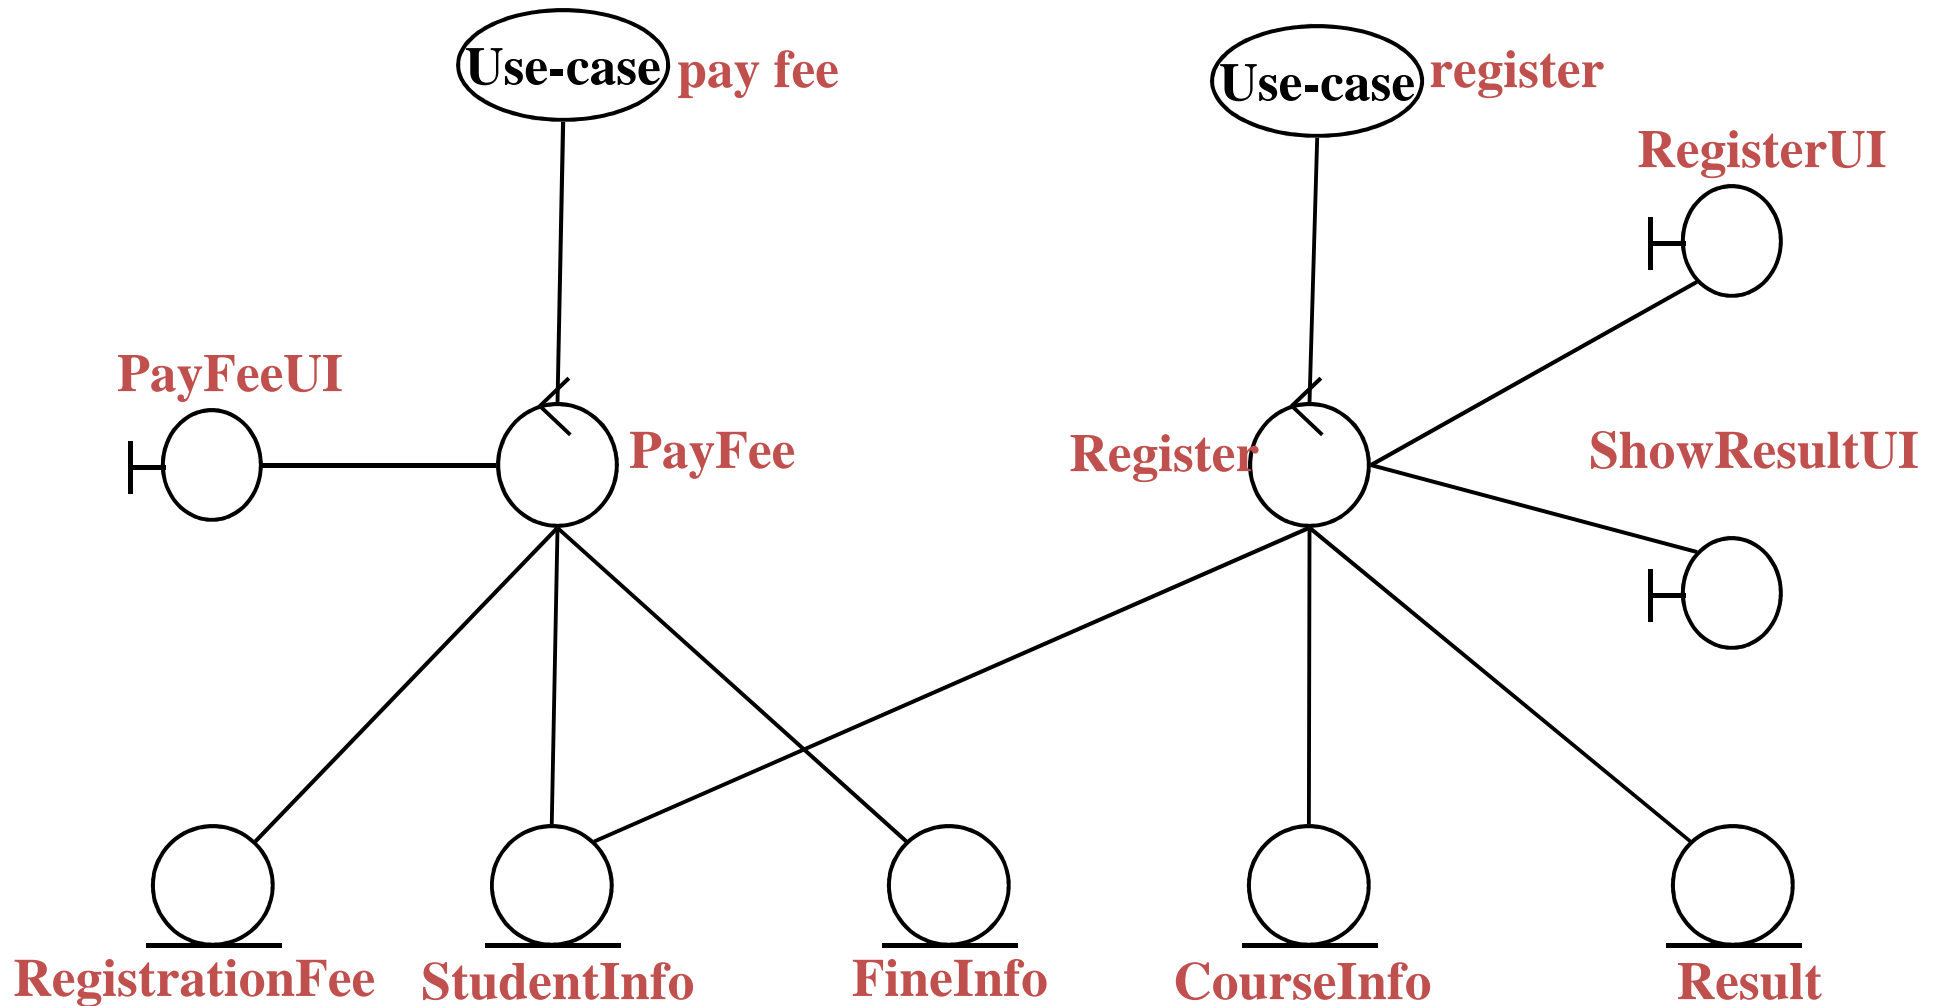 Use-case pay fee
Use-case register
RegisterUI
PayFeeUI
PayFee
Register
ShowResultUI
RegistrationFee
StudentInfo
FineInfo
CourseInfo
Result